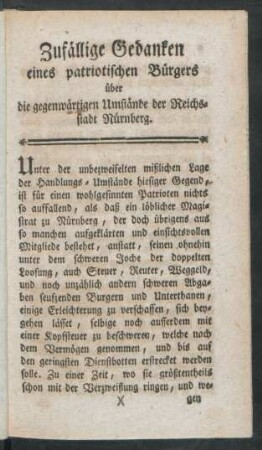 Zufällige Gedanken
eines patriotischen Bürgers
über
die gegenwärtigen Umstände der Reichs-
stadt Nürnberg.
Unter der unbezweifelten mißlichen Lage
der Handlungs-Umstände hiesiger Gegend,
ist für einen wohlgesinnten Patrioten nichts
so auffallend, als daß ein löblicher Magi-
strat zu Nürnberg, der doch übrigens aus
so manchen aufgeklärten und einsichtsvollen
Mitgliede bestehet, anstatt, seinen ohnehin
unter dem schweren Joche der doppelten
Loosung, auch Steuer, Reuter, Weggeld,
und noch unzählich andern schweren Abga-
ben seufzenden Burgern und Unterthanen,
einige Erleichterung zu verschaffen, sich bey-
gehen lässet, selbige noch ausserdem mit
einer Kopfsteuer zu beschweren, welche nach
dem Vermögen genommen, und bis auf
den geringsten Dienstbotten erstrecket werden
solle. Zu einer Zeit, wo sie größtentheils
schon mit der Verzweiflung ringen, und we-
X gen